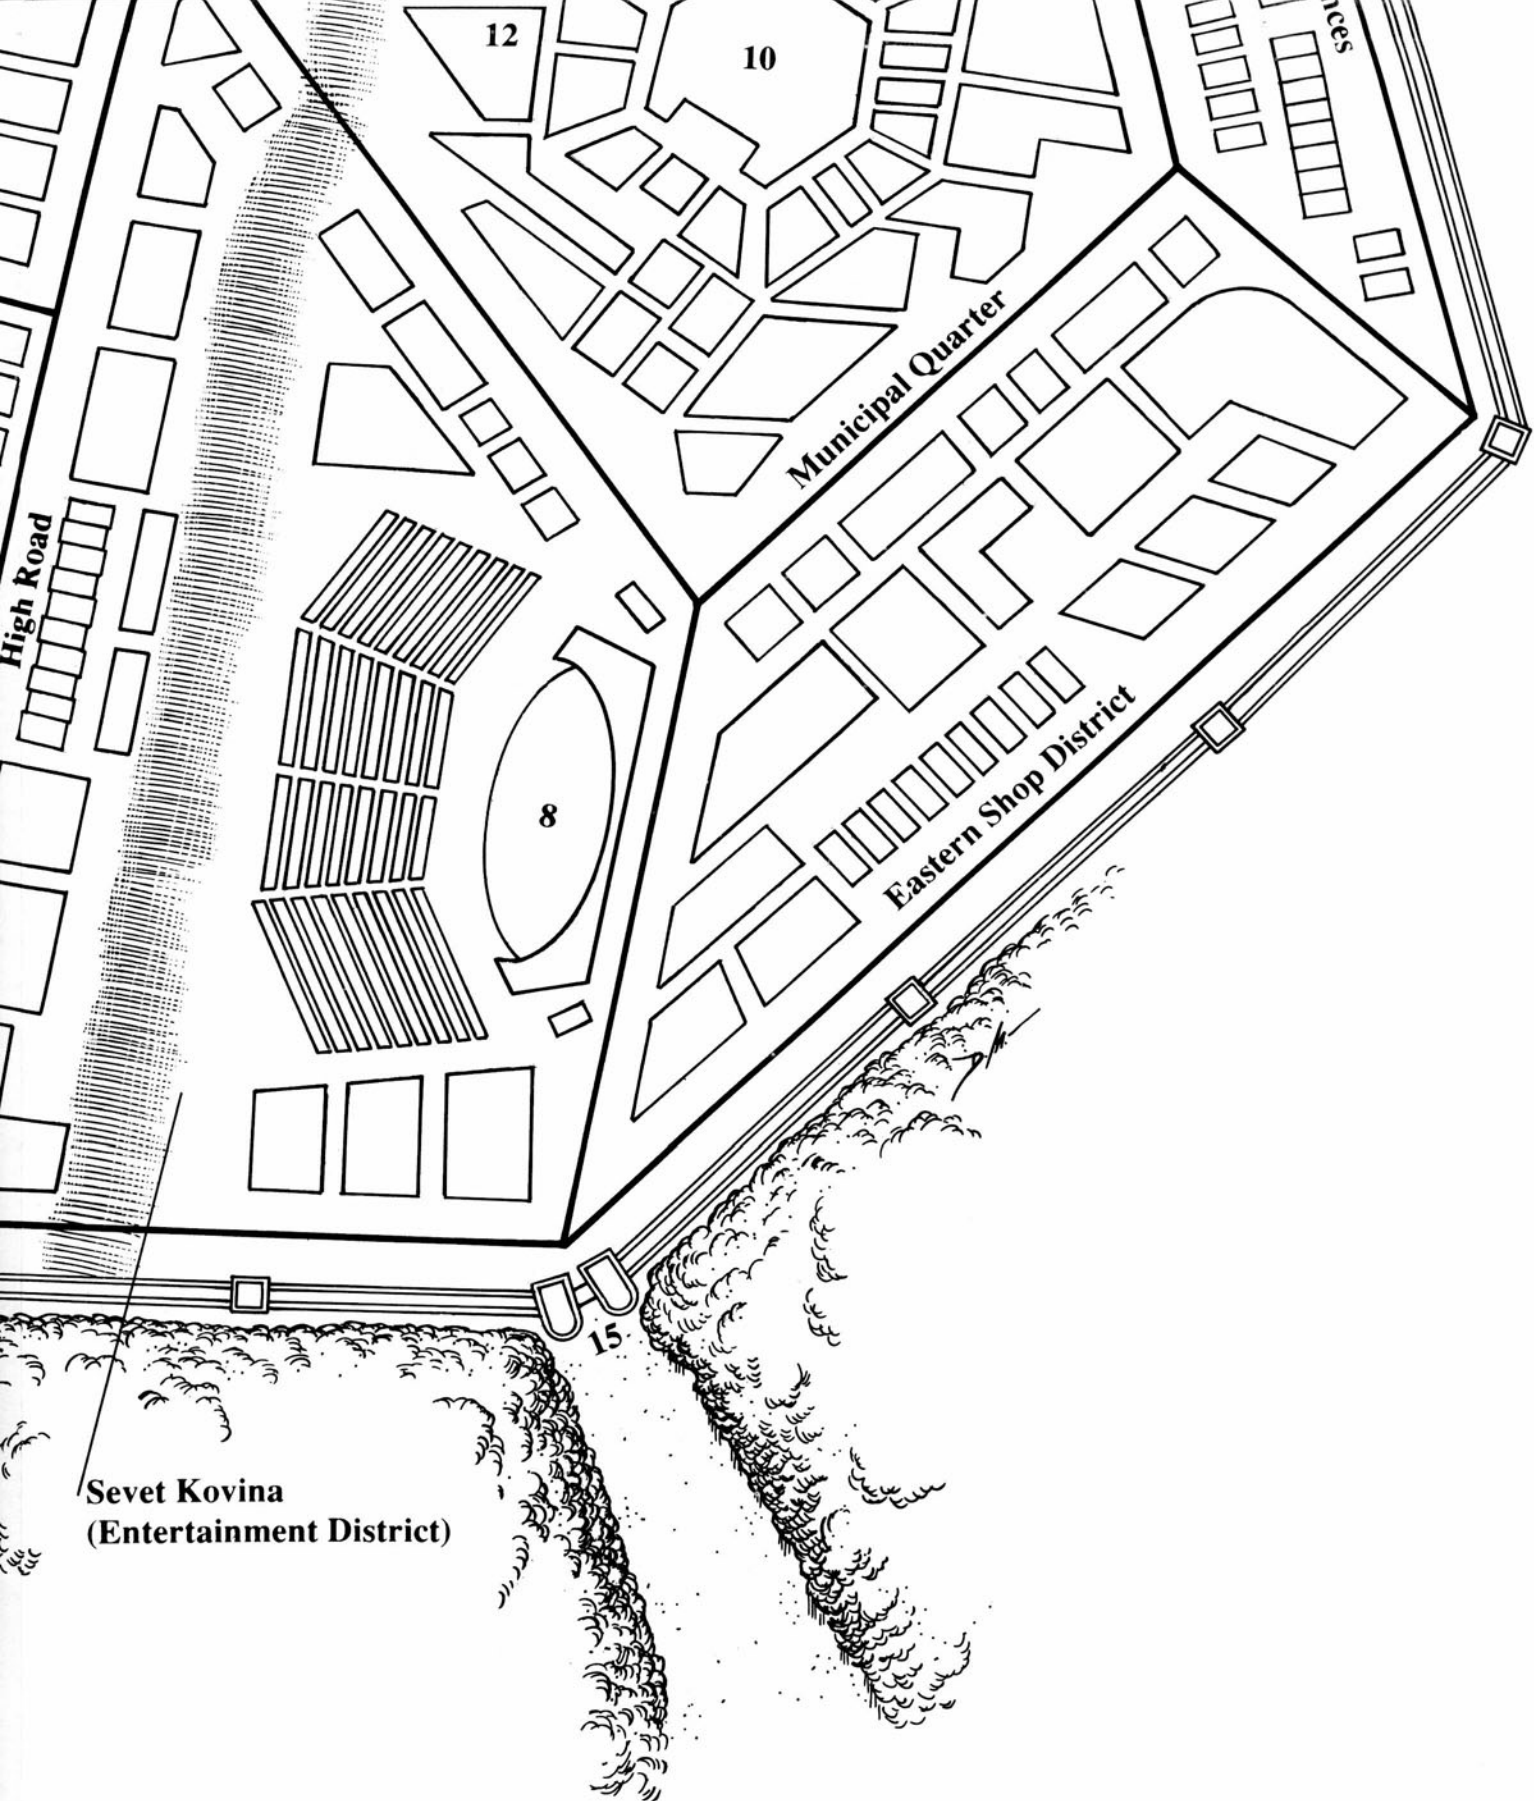 12
10
nces
Municipal Quarter
High Road
8
Eastern Shop District
15
Sevet Kovina
(Entertainment District)